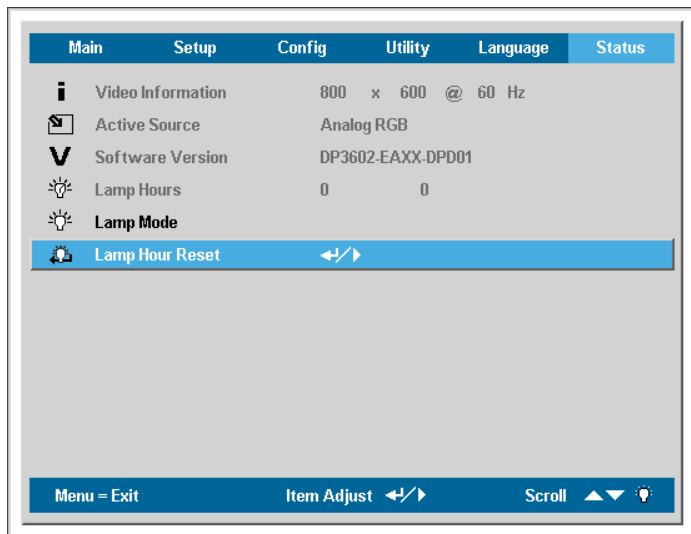 Main Setup Config Utility Language Status
Video Information 800 x 600 @ 60 Hz
Active Source Analog RGB
V Software Version DP3602-EAXX-DPD01
Lamp Hours 0 0
Lamp Mode
Lamp Hour Reset
Menu = Exit Item Adjust Scroll